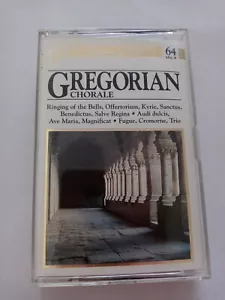 64
GREGORIAN
CHORALE
Ringing of the Bells, Offertorium, Kyrie, Sanctus,
Benedictus, Salve Regina • Audi dulcis,
Ave Maria, Magnificat • Fugue, Cromorne, Trio